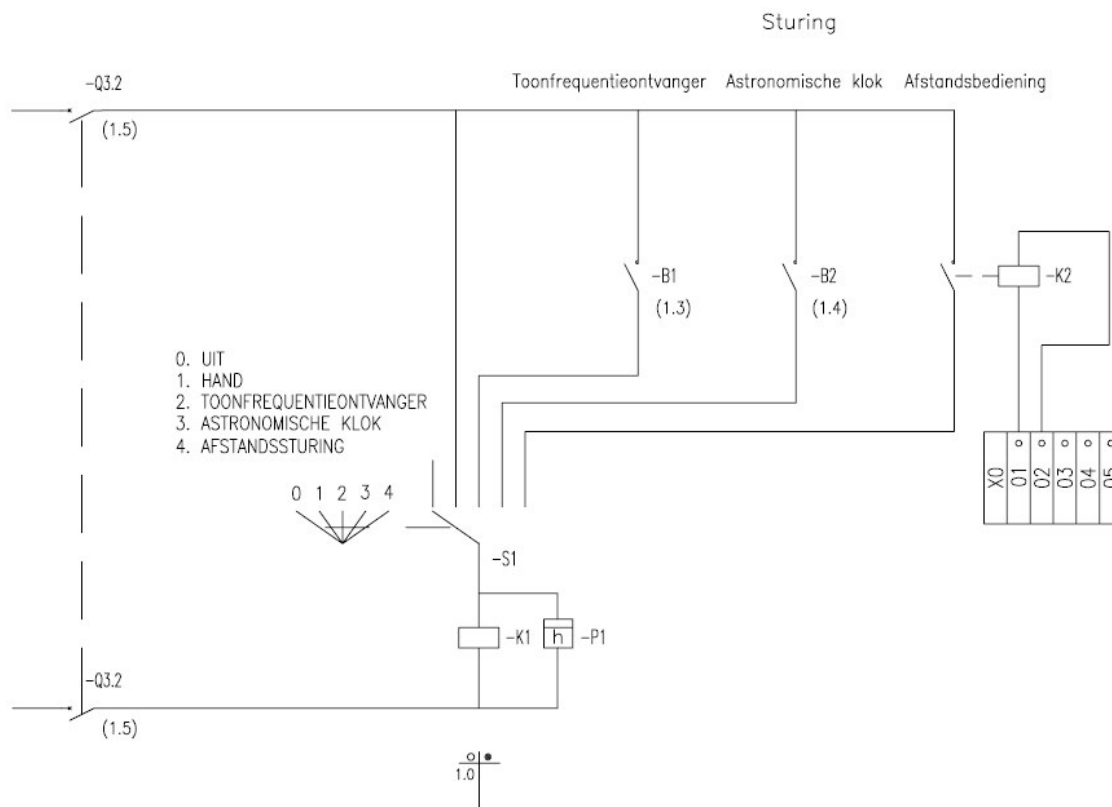 Sturing
-Q3.2
Toonfrequentieontvanger Astronomische klok Afstandsbediening
(1.5)
-B1
-B2
-K2
(1.3)
(1.4)
0. UIT
1. HAND
2. TOONFREQUENTIEONTVANGER
3. ASTRONOMISCHE KLOK
4. AFSTANDSSTURING
X0 01 02 03 04 05
0 1 2 3 4
-S1
-K1
h
-P1
-Q3.2
(1.5)
1.0